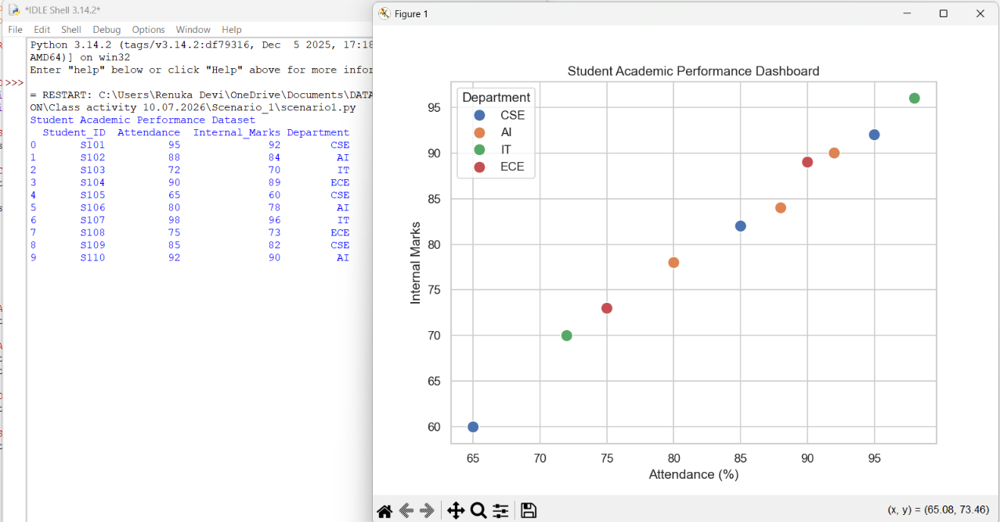 *IDLE Shell 3.14.2*
File Edit Shell Debug Options Window Help
Python 3.14.2 (tags/v3.14.2:df79316, Dec  5 2025, 17:18
AMD64)] on win32
Enter "help" below or click "Help" above for more infor
>>>
= RESTART: C:\Users\Renuka Devi\OneDrive\Documents\DATA
ON\Class activity 10.07.2026\Scenario_1\scenario1.py
Student Academic Performance Dataset
Student_ID Attendance Internal_Marks Department
0 S101 95 92 CSE
1 S102 88 84 AI
2 S103 72 70 IT
3 S104 90 89 ECE
4 S105 65 60 CSE
5 S106 80 78 AI
6 S107 98 96 IT
7 S108 75 73 ECE
8 S109 85 82 CSE
9 S110 92 90 AI
Figure 1
Student Academic Performance Dashboard
Department
CSE
AI
IT
ECE
Internal Marks
95
90
85
80
75
70
65
60
65 70 75 80 85 90 95
Attendance (%)
(x, y) = (65.08, 73.46)